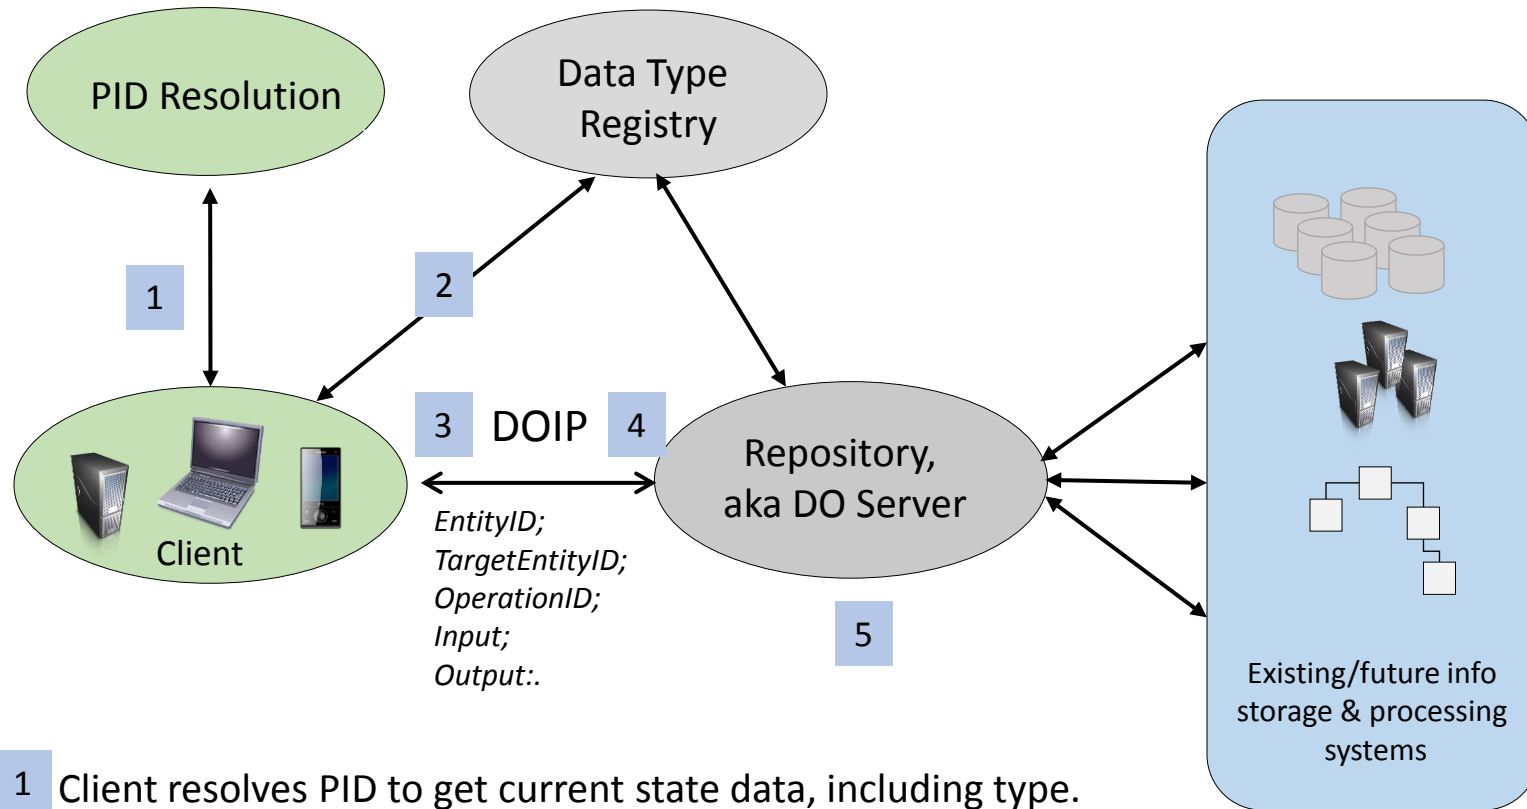 PID Resolution
Data Type
Registry
1
2
3
DOIP
4
Client
EntityID;
TargetEntityID;
OperationID;
Input;
Output:.
Repository,
aka DO Server
5
Existing/future info
storage & processing
systems
1 Client resolves PID to get current state data, including type.